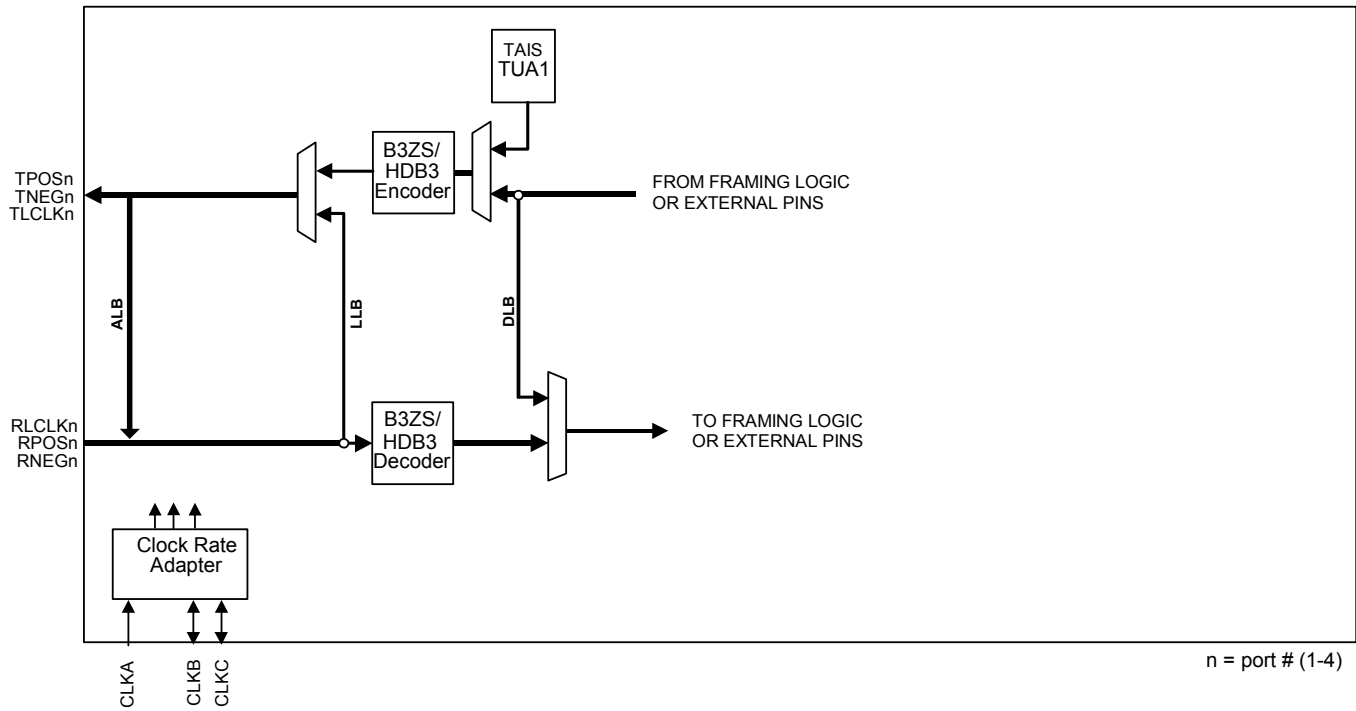 TAIS
TUA1
B3ZS/
HDB3
Encoder
TPOSn
TNEGn
TLCLKn
FROM FRAMING LOGIC
OR EXTERNAL PINS
ALB
LLB
DLB
RLCLKn
RPOSn
RNEGn
B3ZS/
HDB3
Decoder
TO FRAMING LOGIC
OR EXTERNAL PINS
Clock Rate
Adapter
CLKA
CLKB
CLKC
n = port # (1-4)